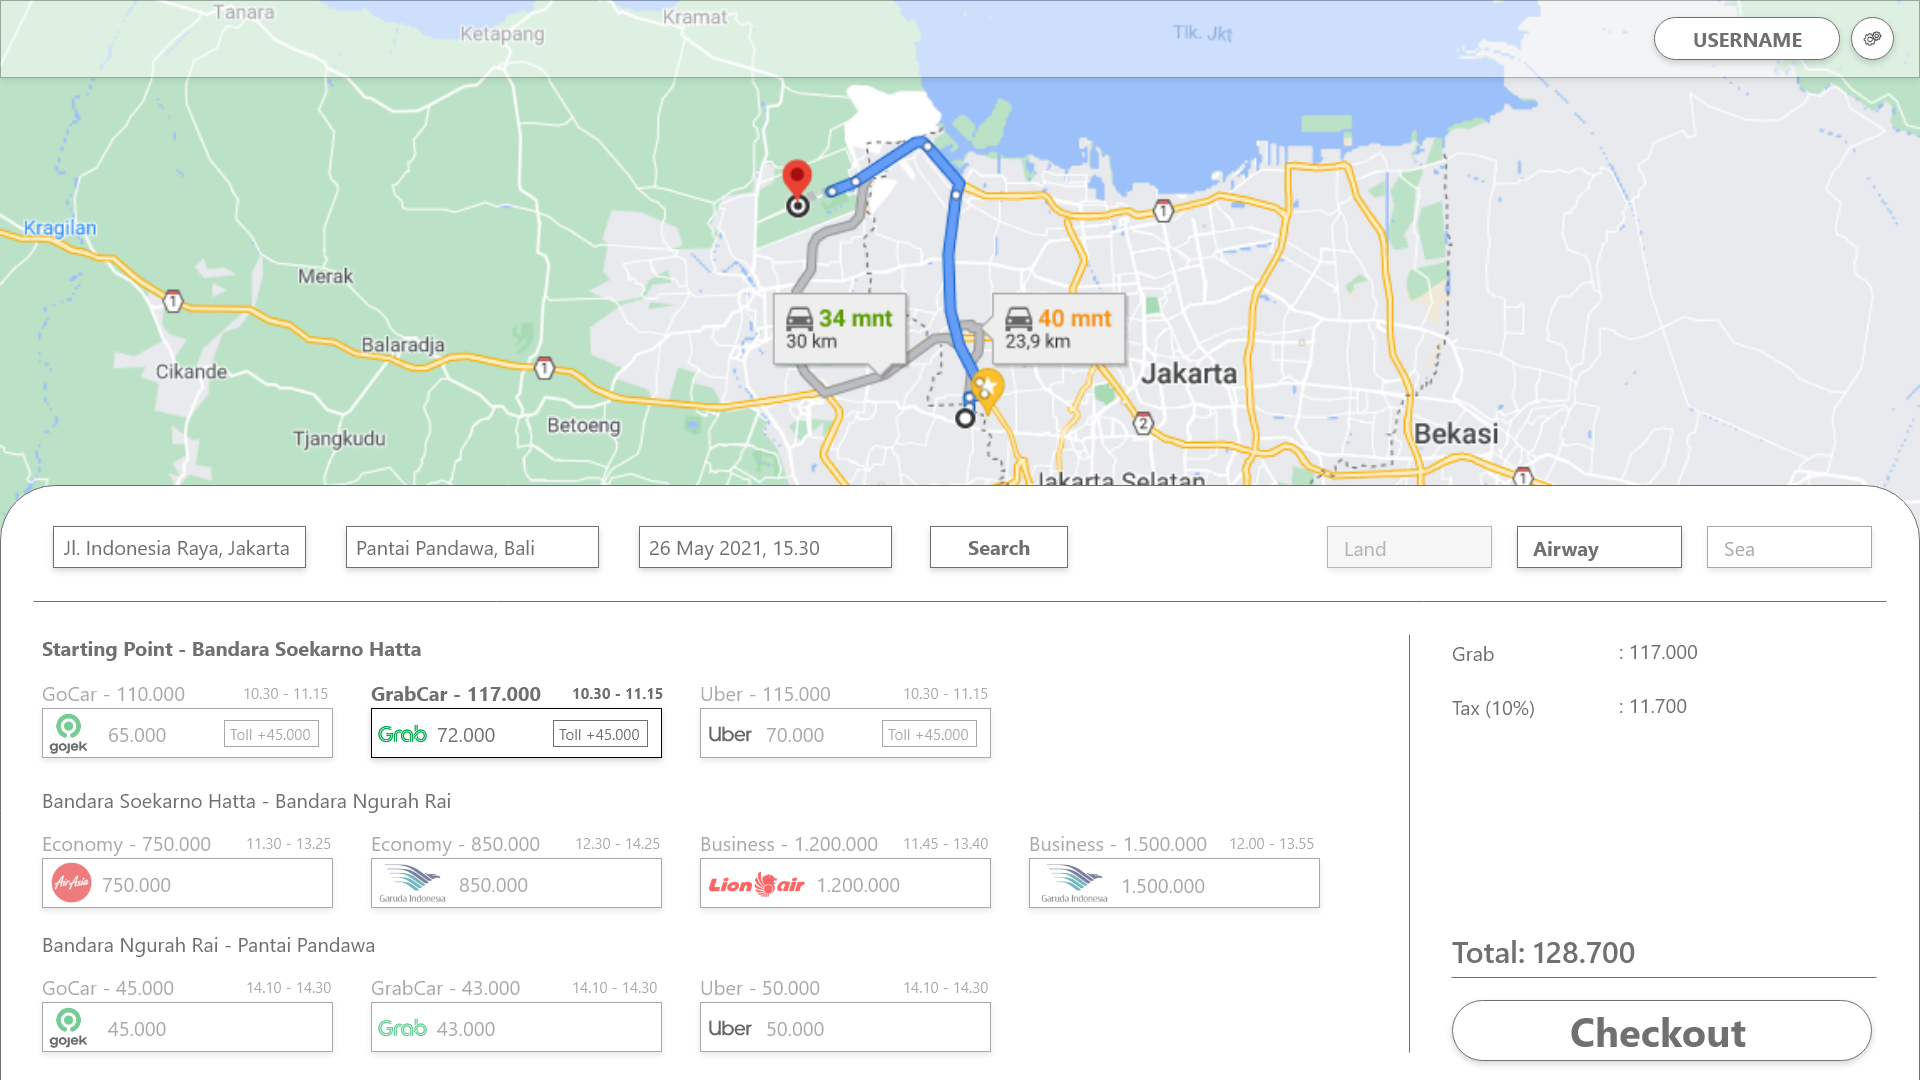 Tanara
Kramat
Ketapang
Tlk. Jkt
USERNAME
Kragilan
1
Merak
1
34 mnt
30 km
40 mnt
23,9 km
Balaradja
Cikande
1
Jakarta
Betoeng
2
Tjangkudu
Bekasi
Jakarta Selatan
1
Jl. Indonesia Raya, Jakarta
Pantai Pandawa, Bali
26 May 2021, 15.30
Search
Land
Airway
Sea
Starting Point - Bandara Soekarno Hatta
GoCar - 110.000 10.30 - 11.15
gojek 65.000 Toll +45.000
GrabCar - 117.000 10.30 - 11.15
Grab 72.000 Toll +45.000
Uber - 115.000 10.30 - 11.15
Uber 70.000 Toll +45.000
Bandara Soekarno Hatta - Bandara Ngurah Rai
Economy - 750.000 11.30 - 13.25
AirAsia 750.000
Economy - 850.000 12.30 - 14.25
Garuda Indonesia 850.000
Business - 1.200.000 11.45 - 13.40
Lion air 1.200.000
Business - 1.500.000 12.00 - 13.55
Garuda Indonesia 1.500.000
Bandara Ngurah Rai - Pantai Pandawa
GoCar - 45.000 14.10 - 14.30
gojek 45.000
GrabCar - 43.000 14.10 - 14.30
Grab 43.000
Uber - 50.000 14.10 - 14.30
Uber 50.000
Grab : 117.000
Tax (10%) : 11.700
Total: 128.700
Checkout